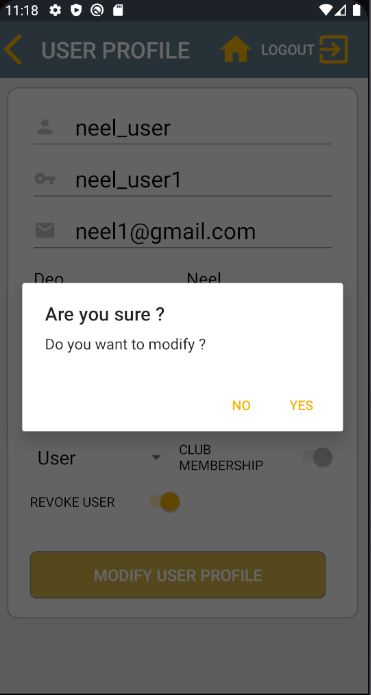 11:18
USER PROFILE LOGOUT
neel_user
neel_user1
neel1@gmail.com
Deo Neel
Are you sure ?
Do you want to modify ?
NO YES
User
CLUB
MEMBERSHIP
REVOKE USER
MODIFY USER PROFILE